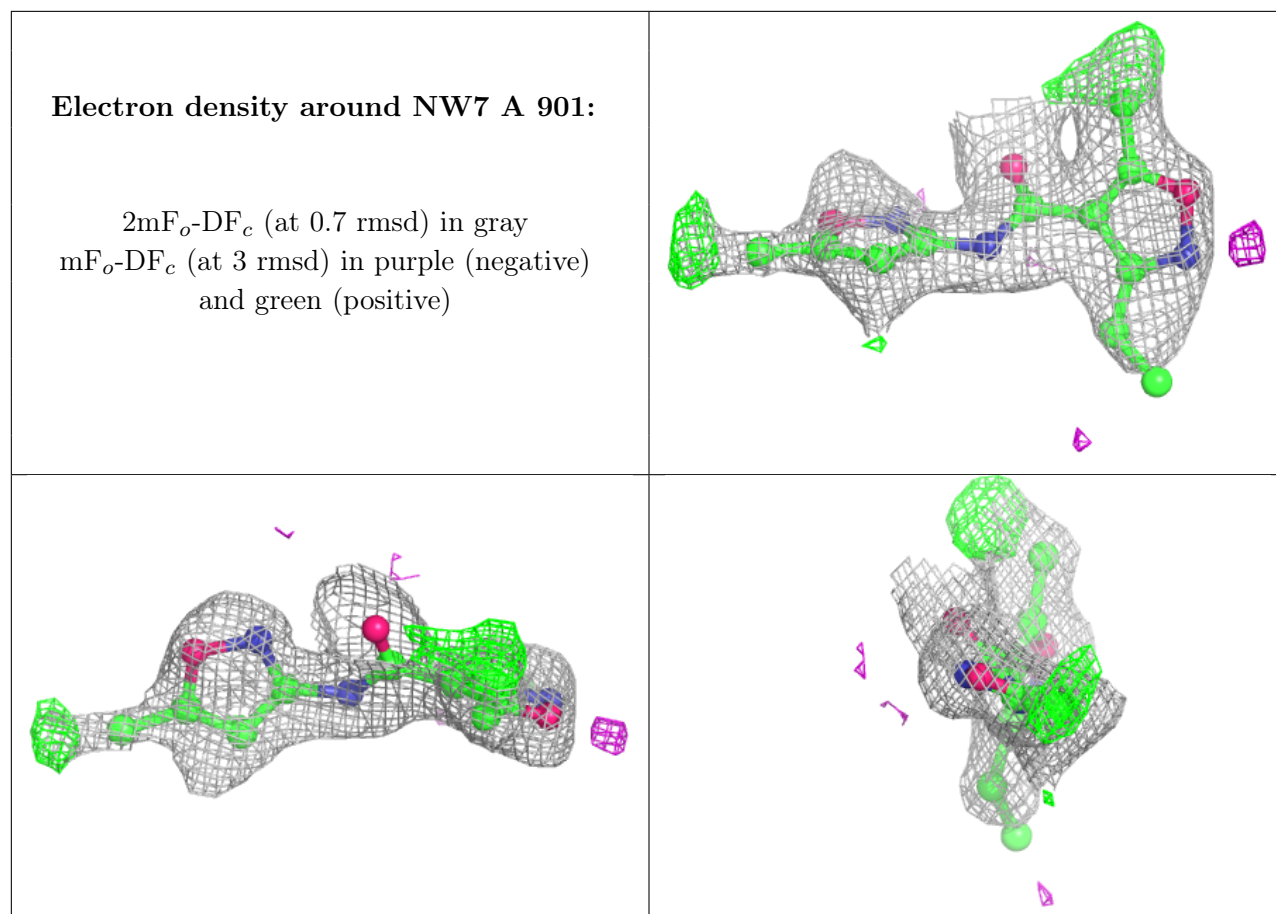 Electron density around NW7 A 901:
2mFo-DFc (at 0.7 rmsd) in gray
mFo-DFc (at 3 rmsd) in purple (negative)
and green (positive)